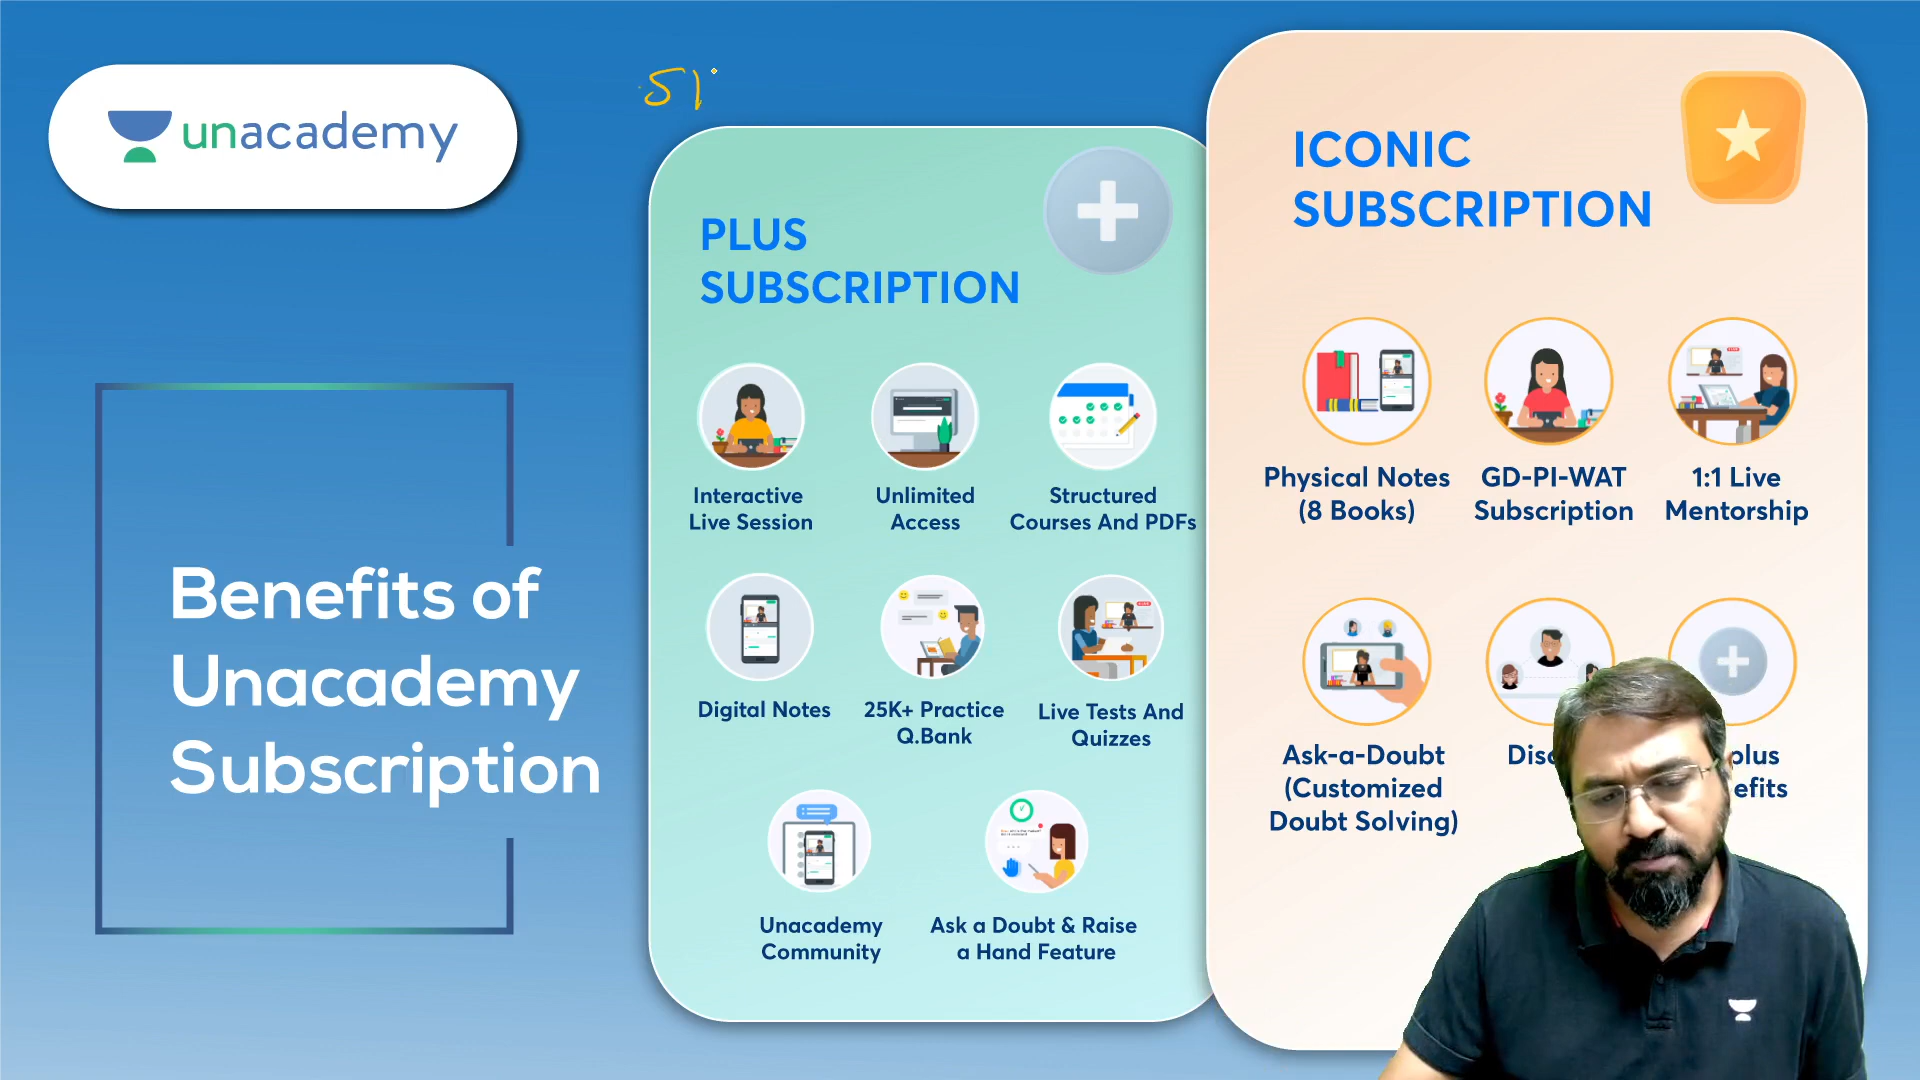 unacademy
51
Benefits of
Unacademy
Subscription
PLUS
SUBSCRIPTION
Interactive
Live Session
Unlimited
Access
Structured
Courses And PDFs
Digital Notes
25K+ Practice
Q.Bank
Live Tests And
Quizzes
Unacademy
Community
Ask a Doubt & Raise
a Hand Feature
ICONIC
SUBSCRIPTION
Physical Notes
(8 Books)
GD-PI-WAT
Subscription
1:1 Live
Mentorship
Ask-a-Doubt
(Customized
Doubt Solving)